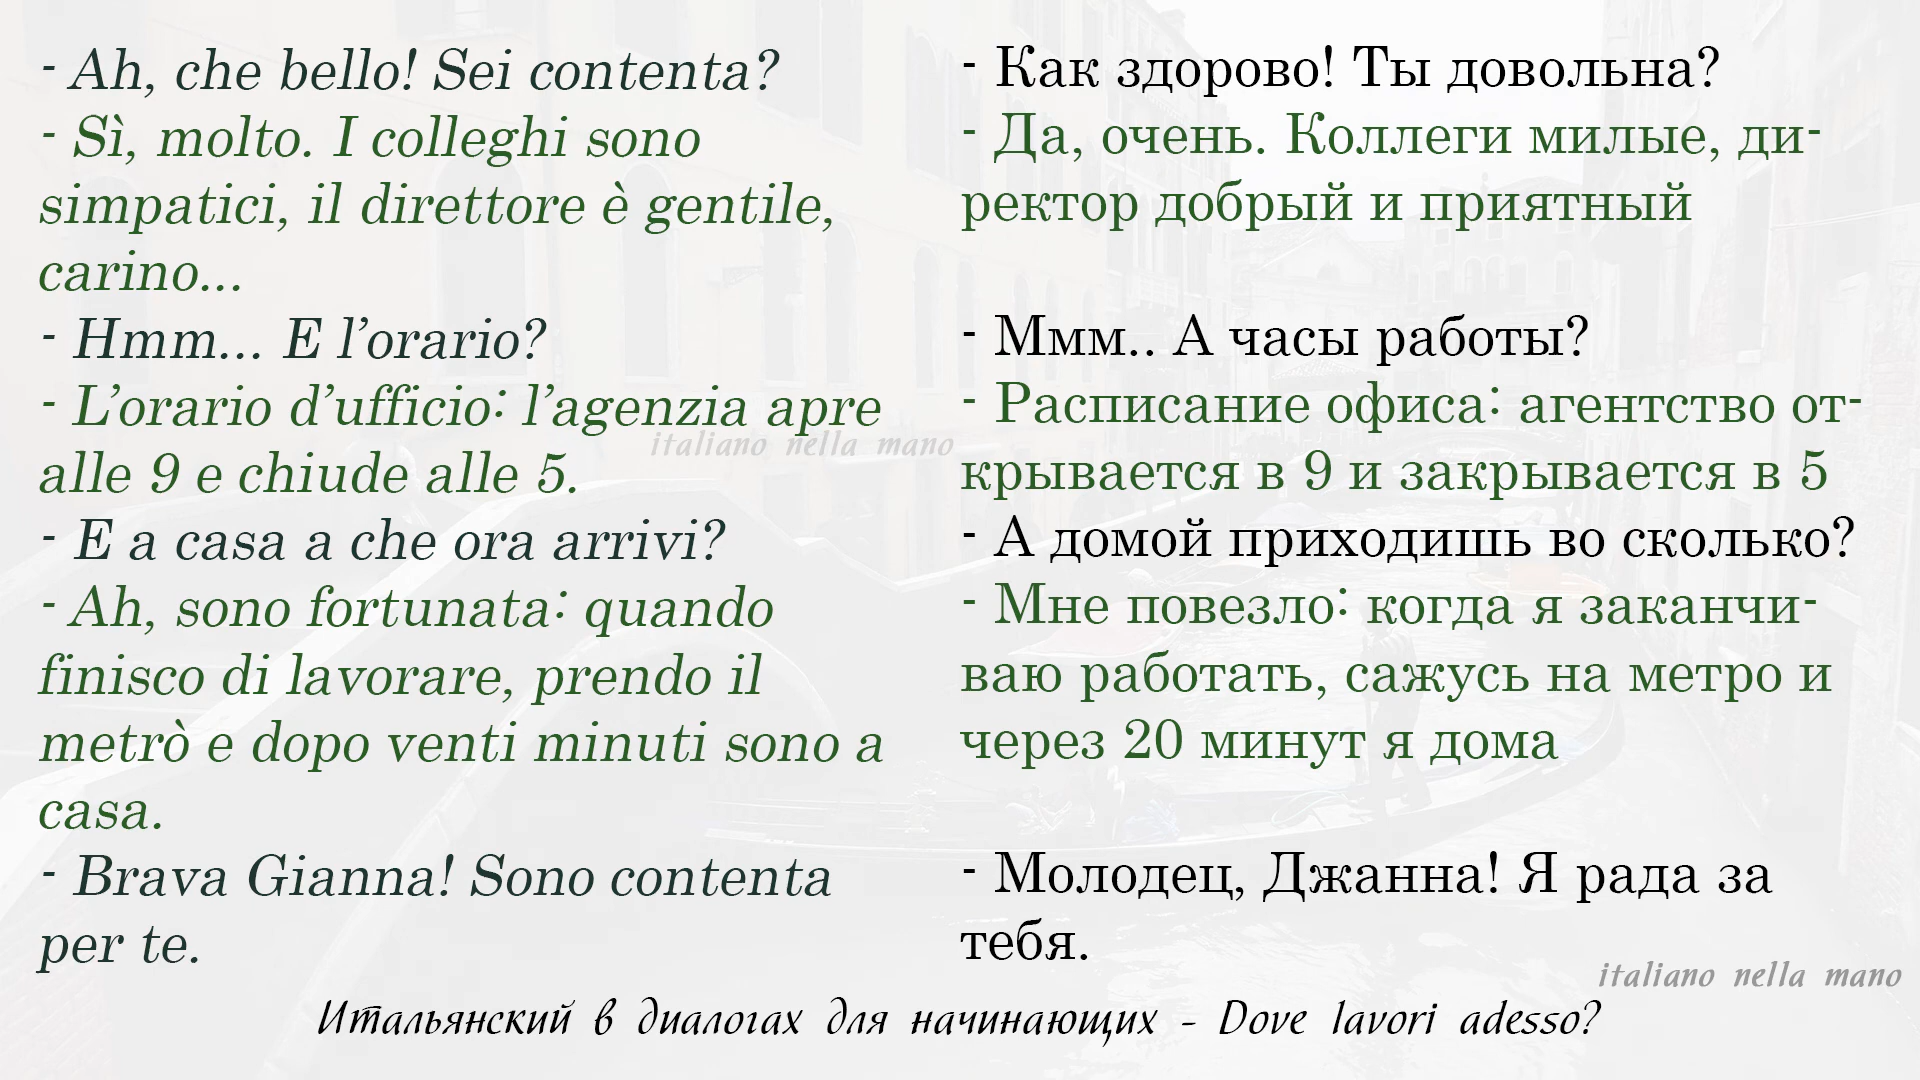 - Ah, che bello! Sei contenta?
- Sì, molto. I colleghi sono
simpatici, il direttore è gentile,
carino...
- Hmm... E l’orario?
- L’orario d’ufficio: l’agenzia apre
alle 9 e chiude alle 5.
- E a casa a che ora arrivi?
- Ah, sono fortunata: quando
finisco di lavorare, prendo il
metrò e dopo venti minuti sono a
casa.
- Brava Gianna! Sono contenta
per te.
- Как здорово! Ты довольна?
- Да, очень. Коллеги милые, ди-
ректор добрый и приятный
- Ммм.. А часы работы?
- Расписание офиса: агентство от-
крывается в 9 и закрывается в 5
- А домой приходишь во сколько?
- Мне повезло: когда я заканчи-
ваю работать, сажусь на метро и
через 20 минут я дома
- Молодец, Джанна! Я рада за
тебя.
italiano nella mano
italiano nella mano
Итальянский в диалогах для начинающих - Dove lavori adesso?